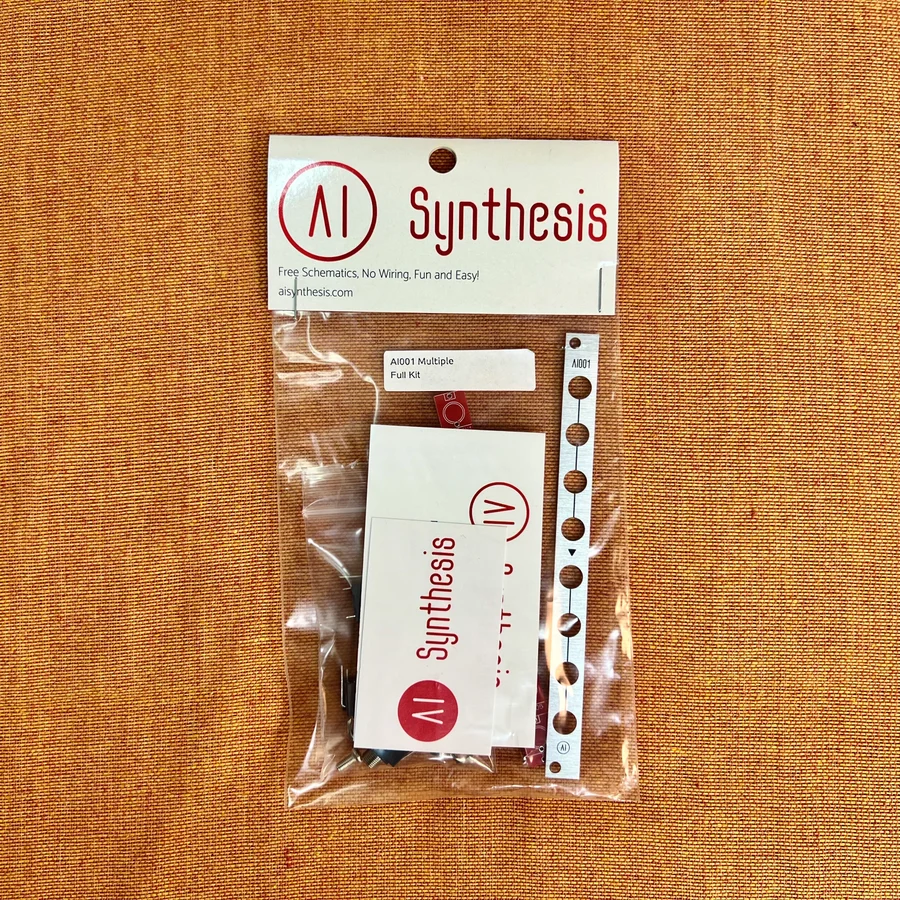 AI Synthesis
Free Schematics, No Wiring, Fun and Easy!
aisynthesis.com
AI001 Multiple
Full Kit
AI001
AI
AI Synthesis
AI